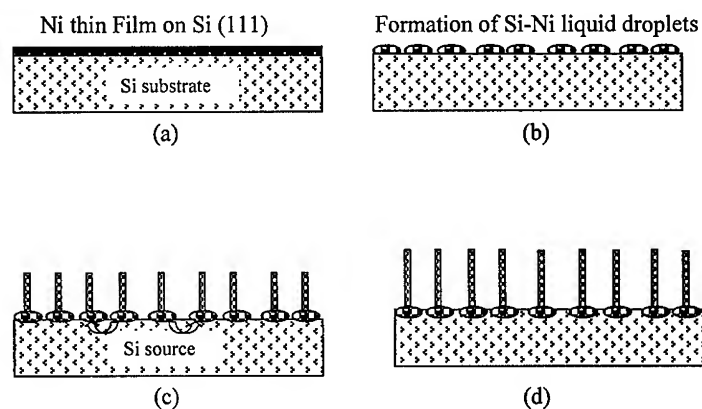 Ni thin Film on Si (111)
Formation of Si-Ni liquid droplets
Si substrate
(a)
(b)
Si source
(c)
(d)